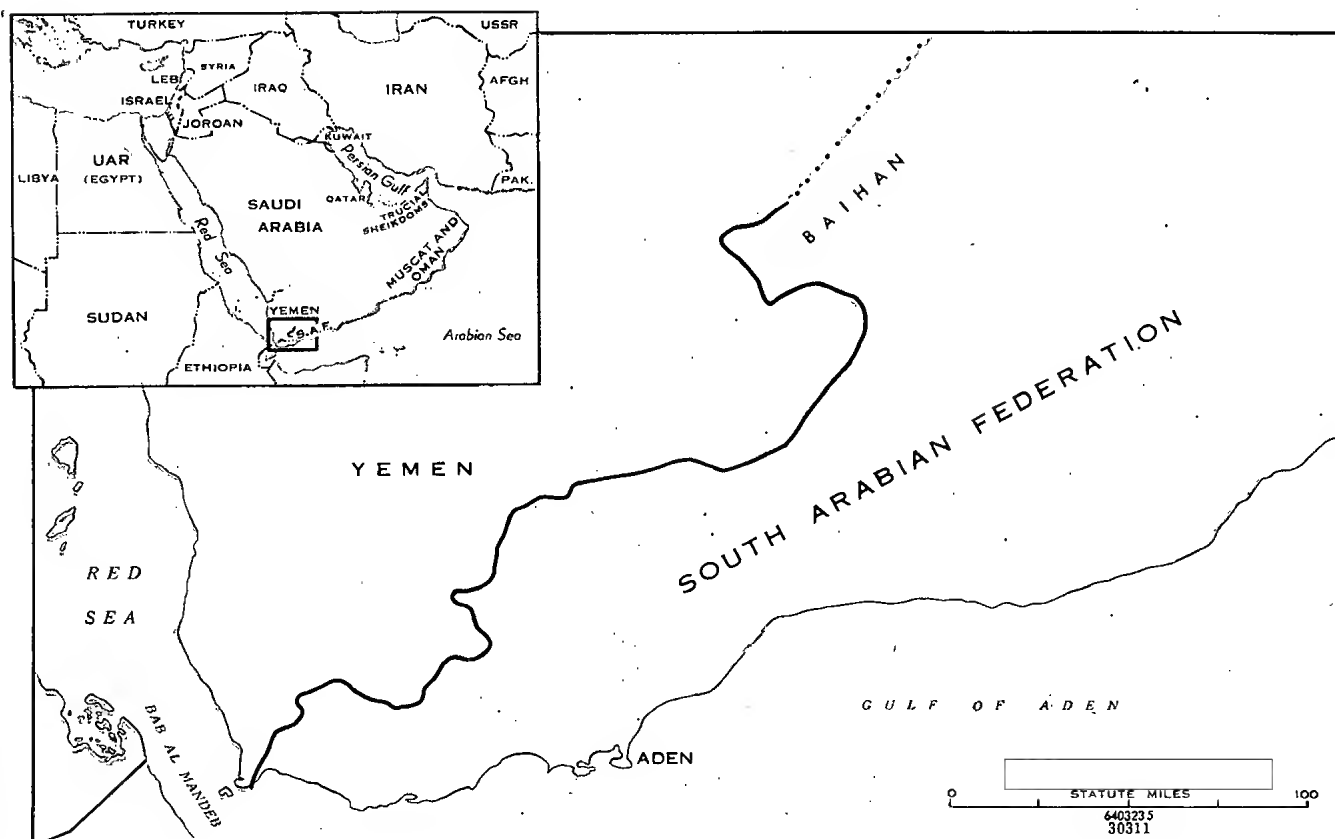 TURKEY
USSR
SYRIA
LEB
ISRAEL
IRAQ
IRAN
AFGH
JOROAN
KUWAIT
UAR
(EGYPT)
LIBYA
Persian Gulf
PAK.
QATAR
TRUCIAL
SHEIKDOMS
SAUDI
ARABIA
Red Sea
MUSCAT AND
OMAN
SUDAN
YEMEN
S.A.F.
Arabian Sea
ETHIOPIA
BAIHAN
YEMEN
SOUTH ARABIAN FEDERATION
RED
SEA
BAB AL MANDEB
GULF OF ADEN
ADEN
0 STATUTE MILES 100
6403235
30311